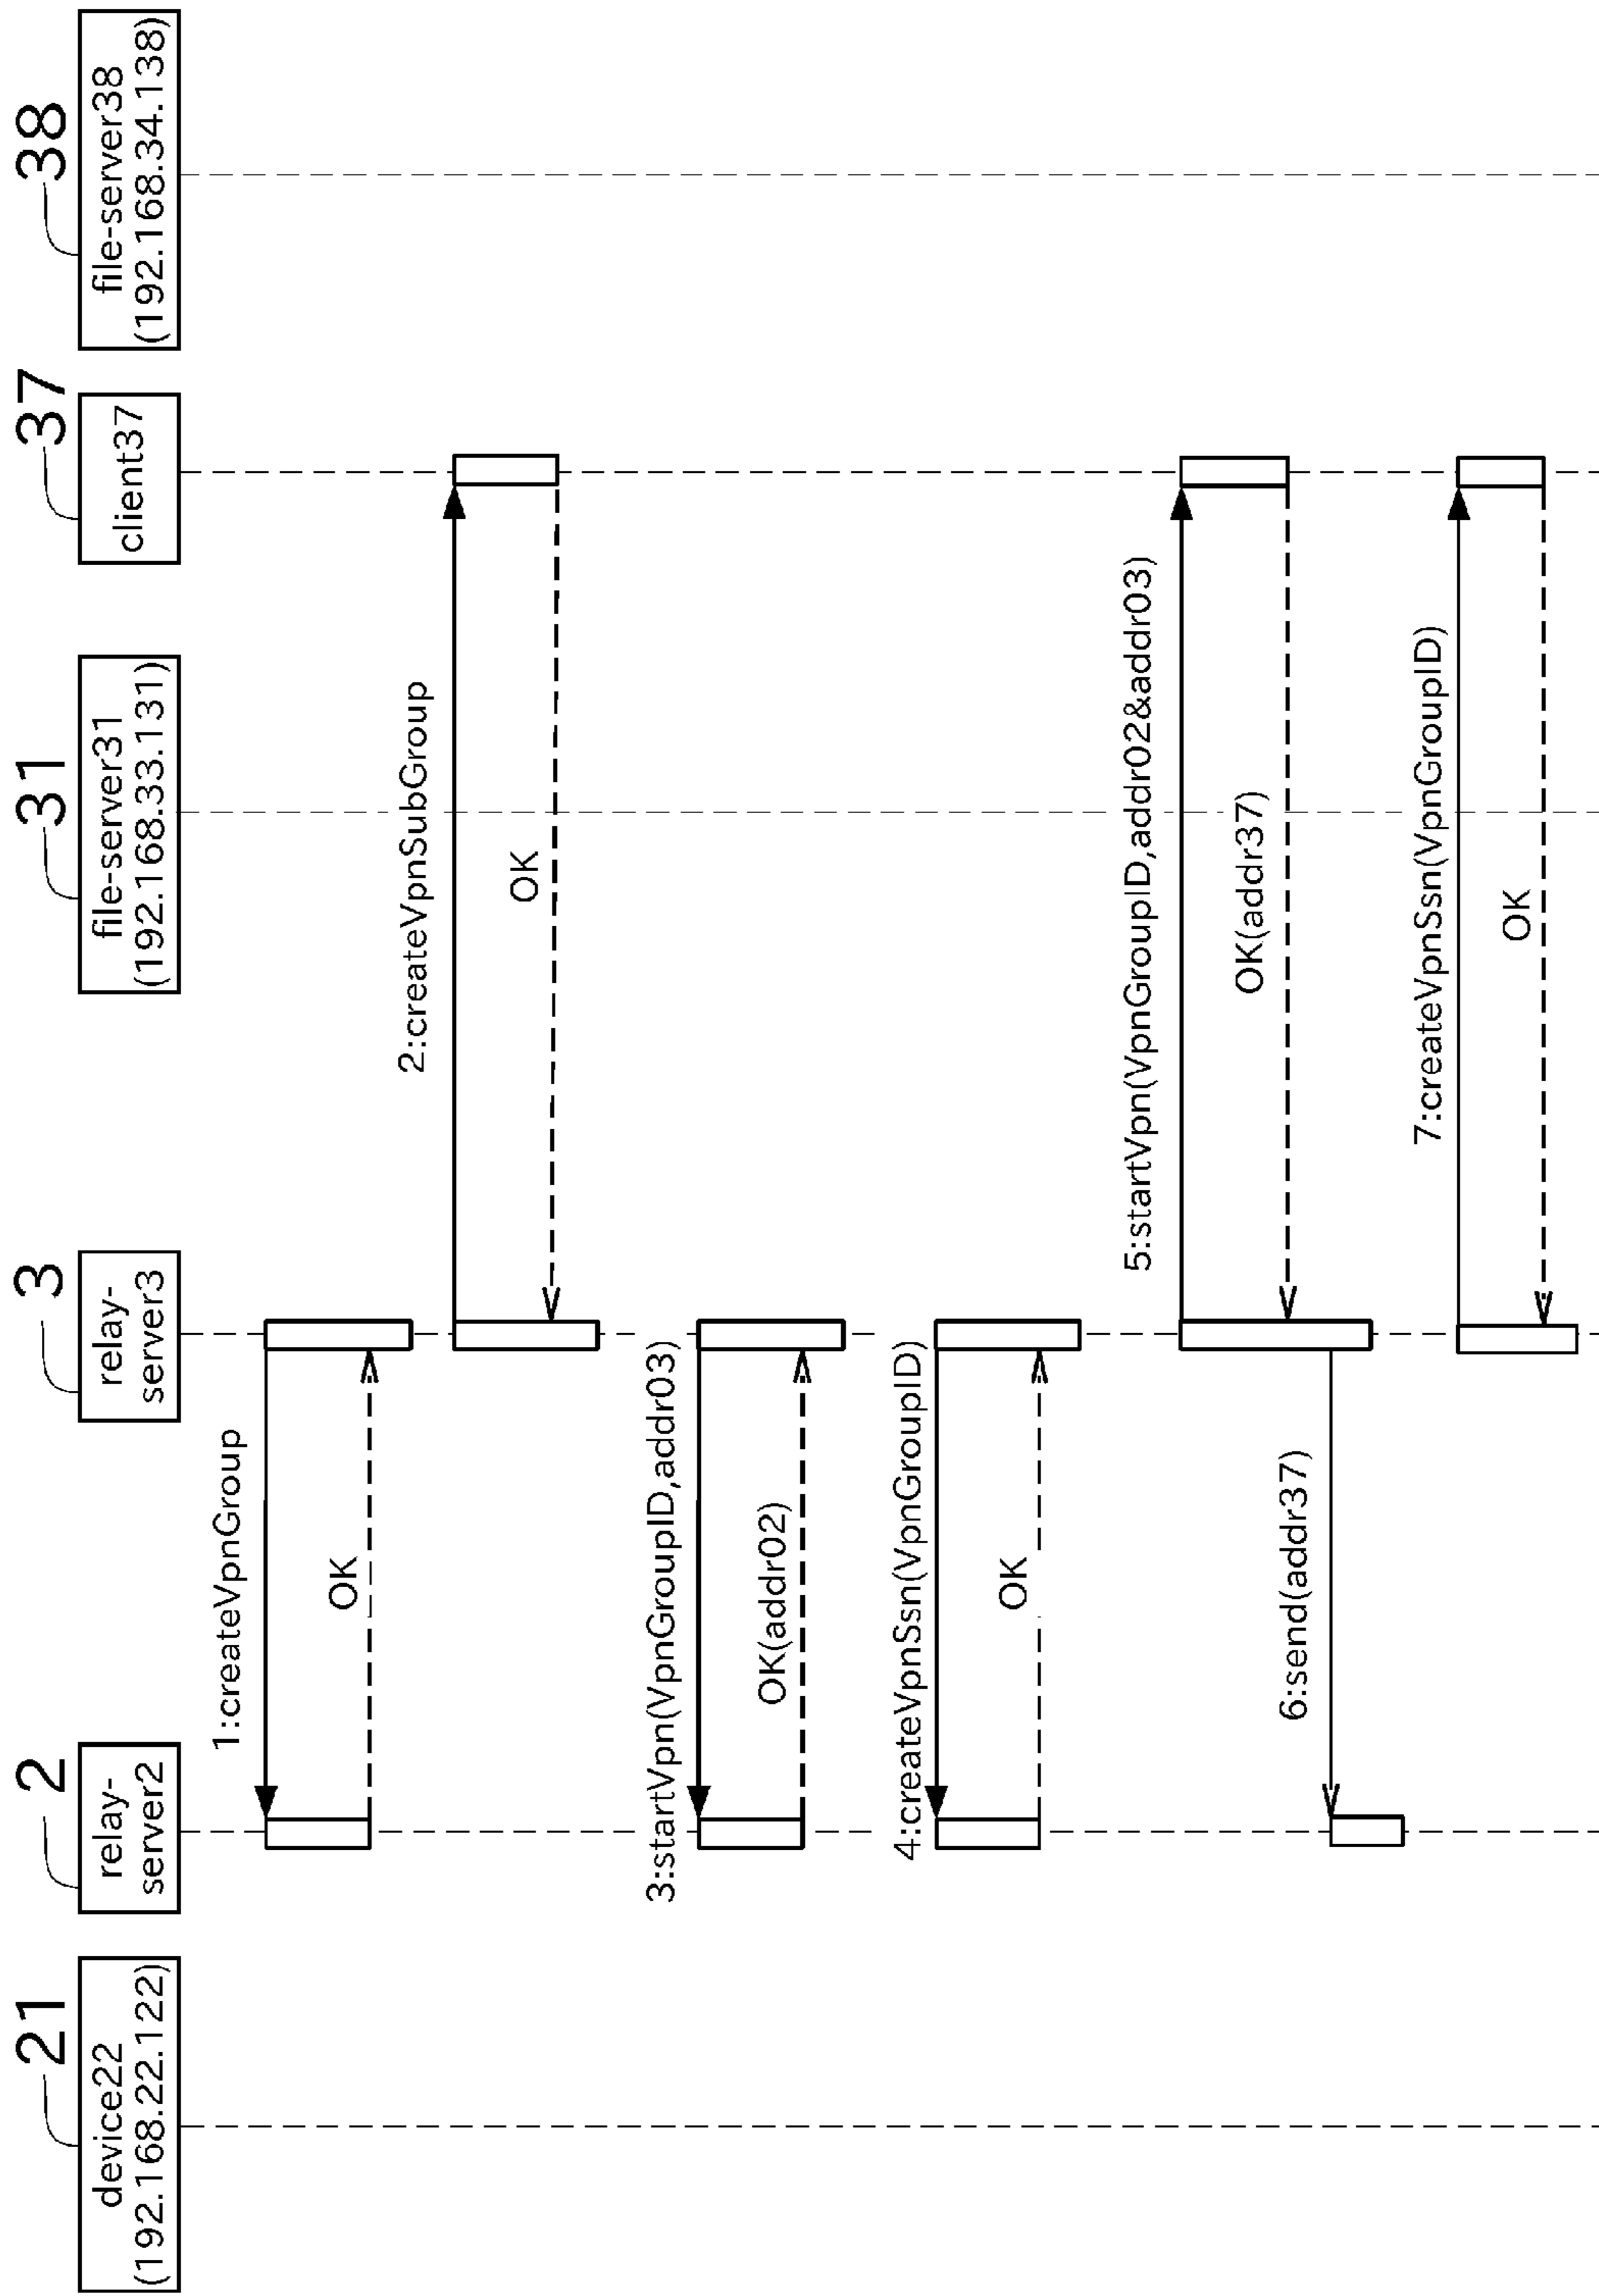 21
device22
(192.168.22.122)
2
relay-
server2
3
relay-
server3
31
file-server31
(192.168.33.131)
37
client37
38
file-server38
(192.168.34.138)
1:createVpnGroup
OK
2:createVpnSubGroup
OK
3:startVpn(VpnGroupID,addr03)
OK(addr02)
4:createVpnSsn(VpnGroupID)
OK
5:startVpn(VpnGroupID,addr02&addr03)
OK(addr37)
6:send(addr37)
7:createVpnSsn(VpnGroupID)
OK